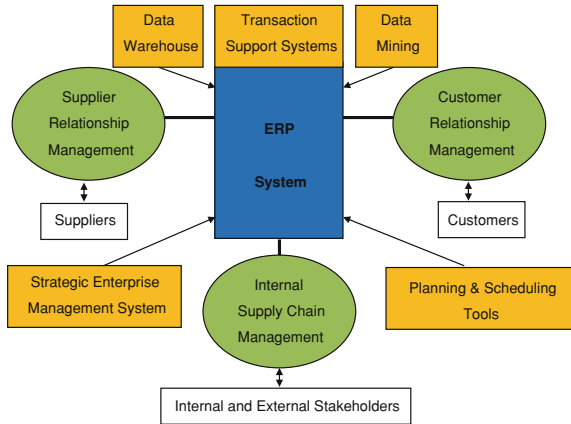 Data
Warehouse
Transaction
Support Systems
Data
Mining
Supplier
Relationship
Management
ERP
System
Customer
Relationship
Management
Suppliers
Customers
Strategic Enterprise
Management System
Internal
Supply Chain
Management
Planning & Scheduling
Tools
Internal and External Stakeholders